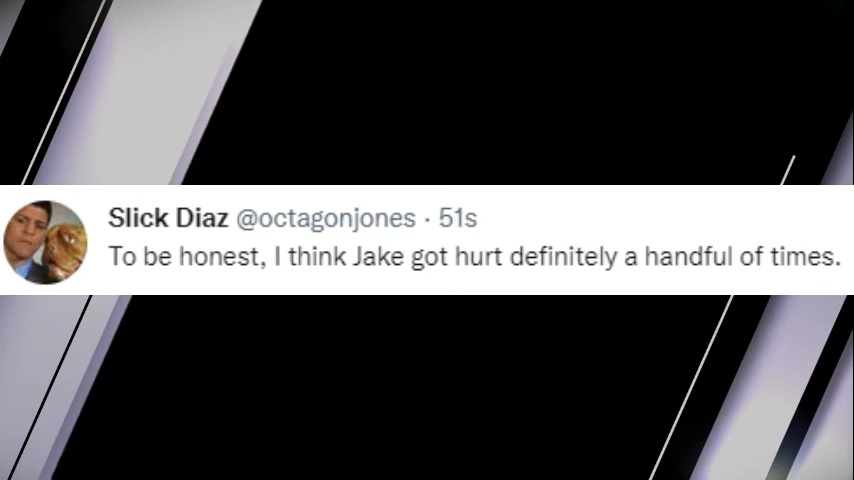 Slick Diaz @octagonjones · 51s
To be honest, I think Jake got hurt definitely a handful of times.